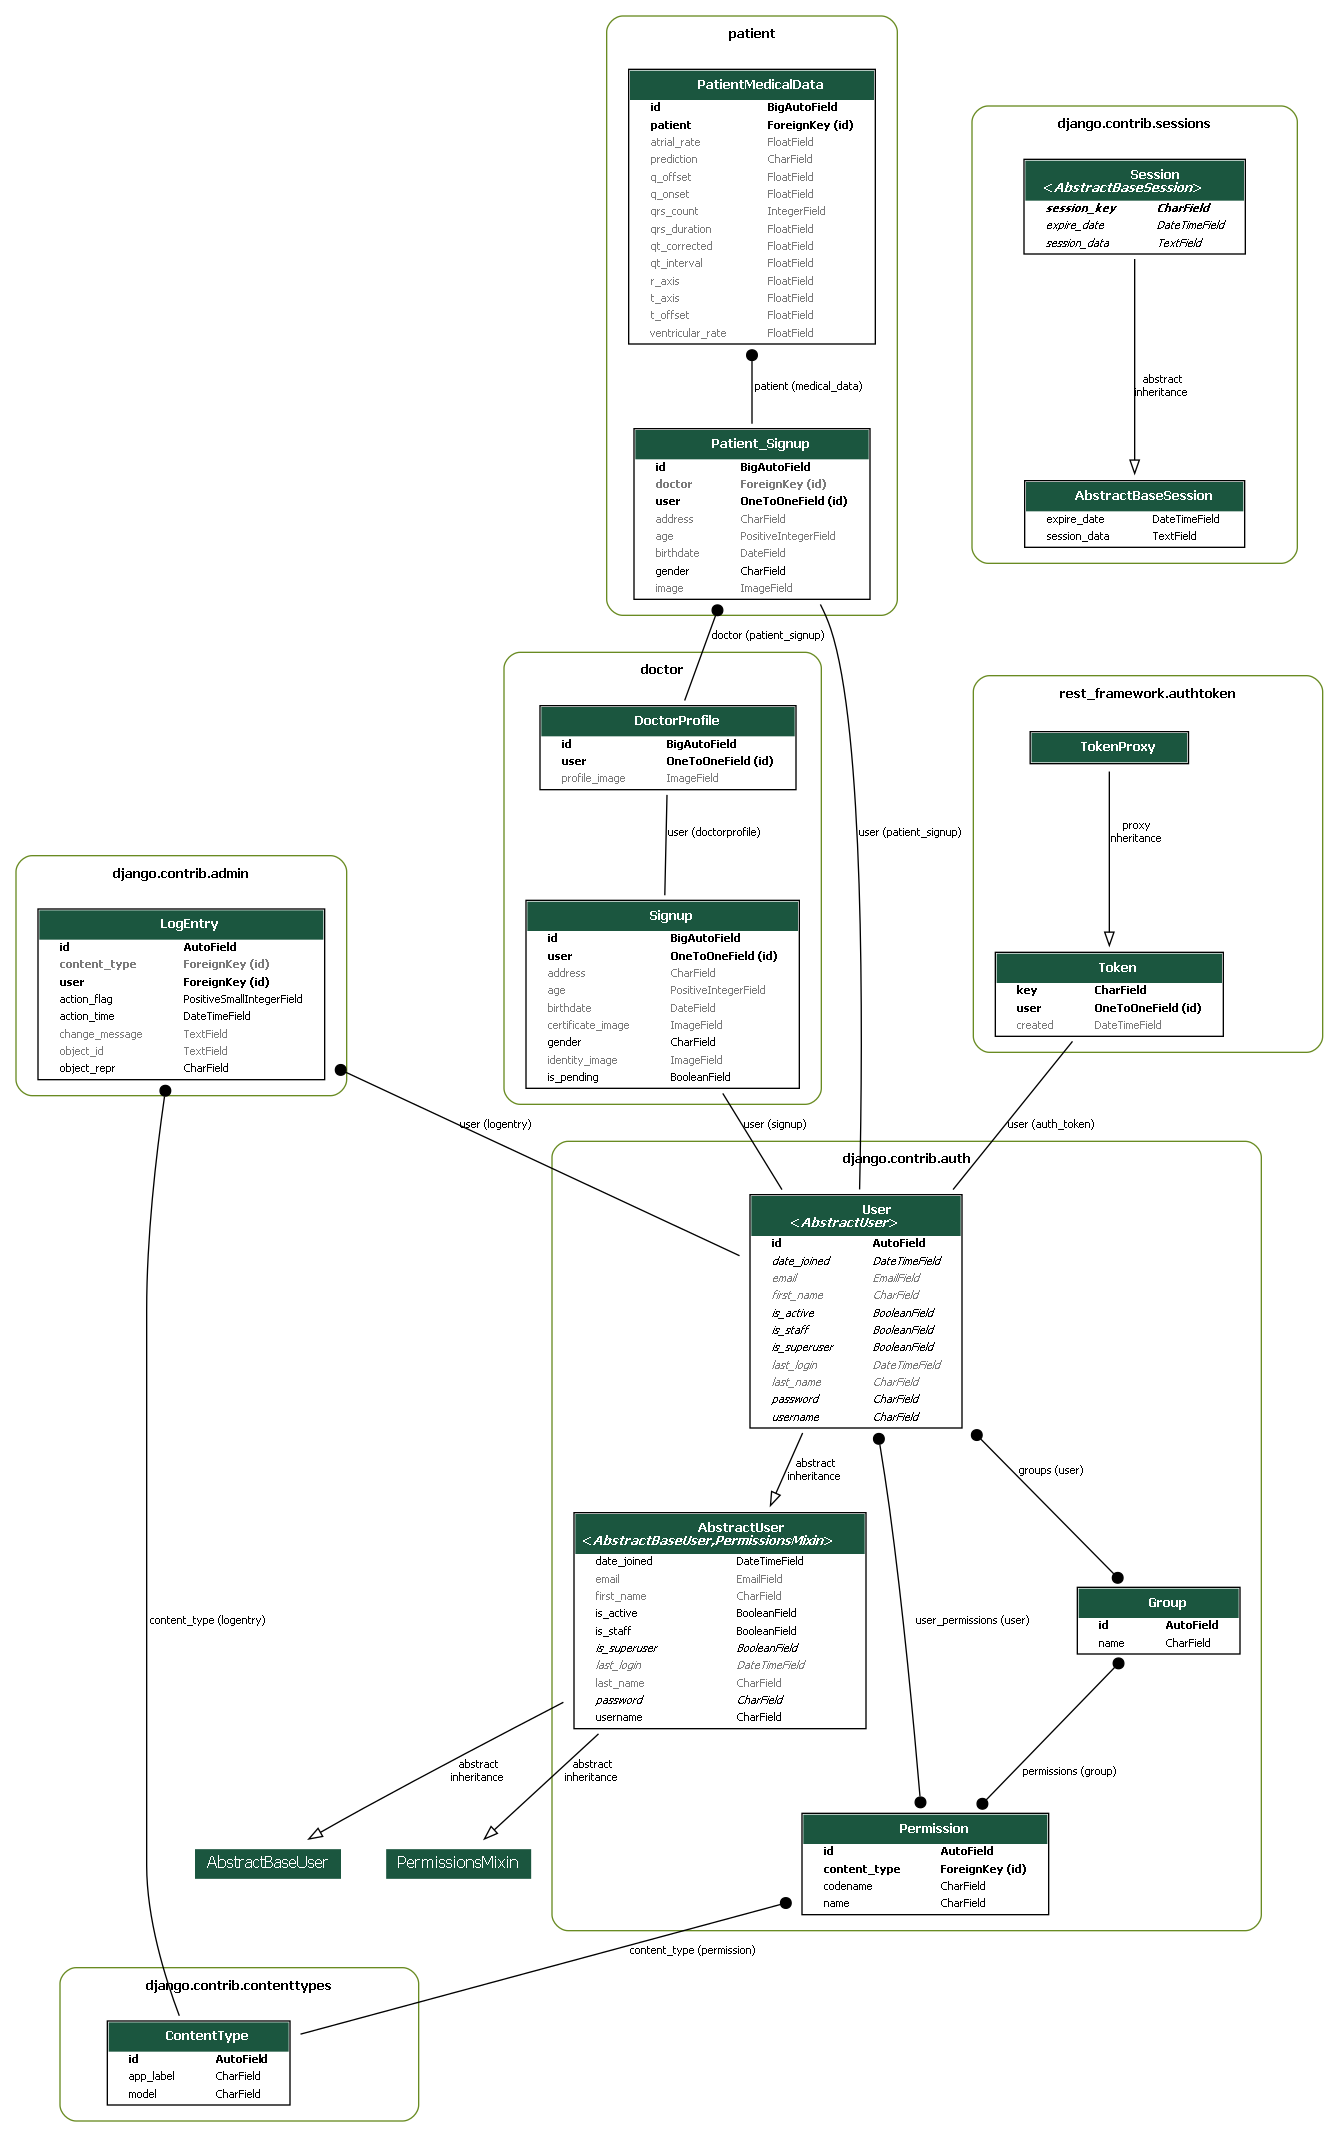 patient
PatientMedicalData
id BigAutoField
patient ForeignKey (id)
atrial_rate FloatField
prediction CharField
q_offset FloatField
q_onset FloatField
qrs_count IntegerField
qrs_duration FloatField
qt_corrected FloatField
qt_interval FloatField
r_axis FloatField
t_axis FloatField
t_offset FloatField
ventricular_rate FloatField
patient (medical_data)
Patient_Signup
id BigAutoField
doctor ForeignKey (id)
user OneToOneField (id)
address CharField
age PositiveIntegerField
birthdate DateField
gender CharField
image ImageField
django.contrib.sessions
Session
<AbstractBaseSession>
session_key CharField
expire_date DateTimeField
session_data TextField
abstract
inheritance
AbstractBaseSession
expire_date DateTimeField
session_data TextField
doctor (patient_signup)
doctor
DoctorProfile
id BigAutoField
user OneToOneField (id)
profile_image ImageField
user (doctorprofile)
user (patient_signup)
Signup
id BigAutoField
user OneToOneField (id)
address CharField
age PositiveIntegerField
birthdate DateField
certificate_image ImageField
gender CharField
identity_image ImageField
is_pending BooleanField
rest_framework.authtoken
TokenProxy
proxy
inheritance
Token
key CharField
user OneToOneField (id)
created DateTimeField
django.contrib.admin
LogEntry
id AutoField
content_type ForeignKey (id)
user ForeignKey (id)
action_flag PositiveSmallIntegerField
action_time DateTimeField
change_message TextField
object_id TextField
object_repr CharField
user (logentry)
user (signup)
user (auth_token)
django.contrib.auth
User
<AbstractUser>
id AutoField
date_joined DateTimeField
email EmailField
first_name CharField
is_active BooleanField
is_staff BooleanField
is_superuser BooleanField
last_login DateTimeField
last_name CharField
password CharField
username CharField
abstract
inheritance
groups (user)
AbstractUser
<AbstractBaseUser,PermissionsMixin>
date_joined DateTimeField
email EmailField
first_name CharField
is_active BooleanField
is_staff BooleanField
is_superuser BooleanField
last_login DateTimeField
last_name CharField
password CharField
username CharField
content_type (logentry)
user_permissions (user)
Group
id AutoField
name CharField
permissions (group)
abstract
inheritance
abstract
inheritance
AbstractBaseUser
PermissionsMixin
Permission
id AutoField
content_type ForeignKey (id)
codename CharField
name CharField
content_type (permission)
django.contrib.contenttypes
ContentType
id AutoField
app_label CharField
model CharField